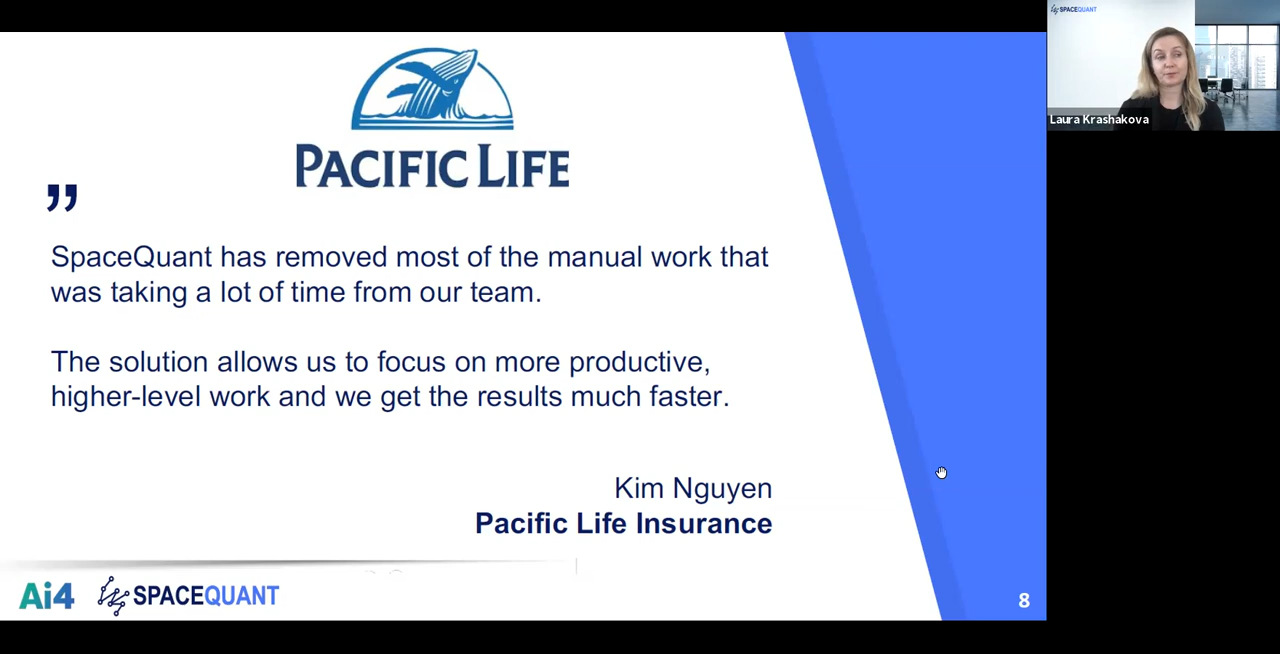 PACIFIC LIFE
”
SpaceQuant has removed most of the manual work that
was taking a lot of time from our team.
The solution allows us to focus on more productive,
higher-level work and we get the results much faster.
Kim Nguyen
Pacific Life Insurance
Ai4
SPACEQUANT
8
SPACEQUANT
Laura Krashakova